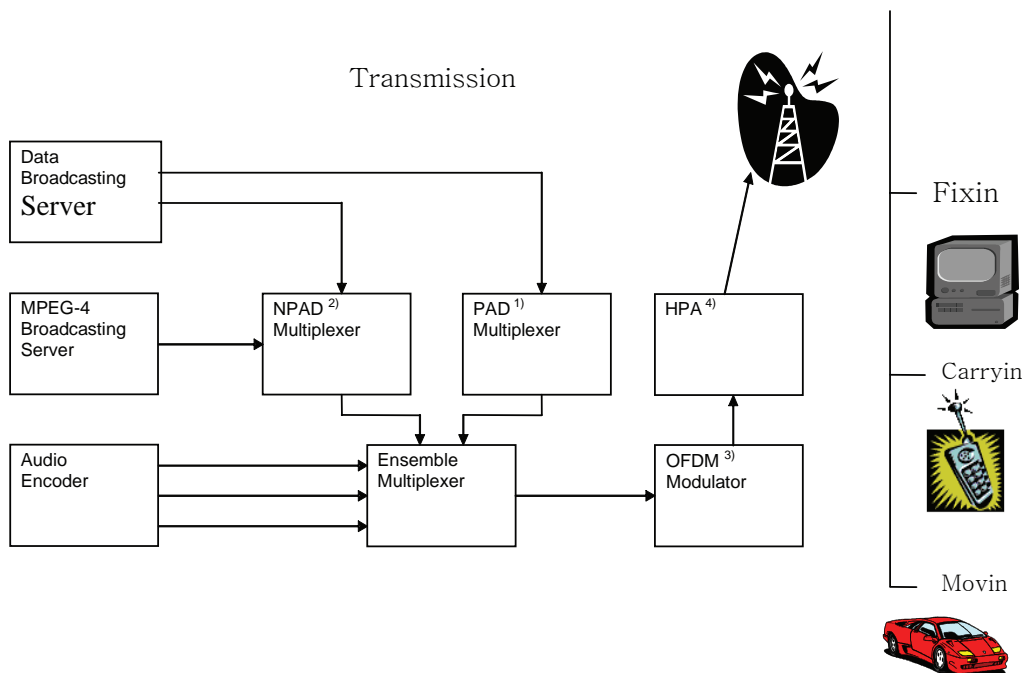 Transmission
Data
Broadcasting
Server
MPEG-4
Broadcasting
Server
NPAD 2)
Multiplexer
PAD 1)
Multiplexer
HPA 4)
Audio
Encoder
Ensemble
Multiplexer
OFDM 3)
Modulator
Fixin
Carryin
Movin